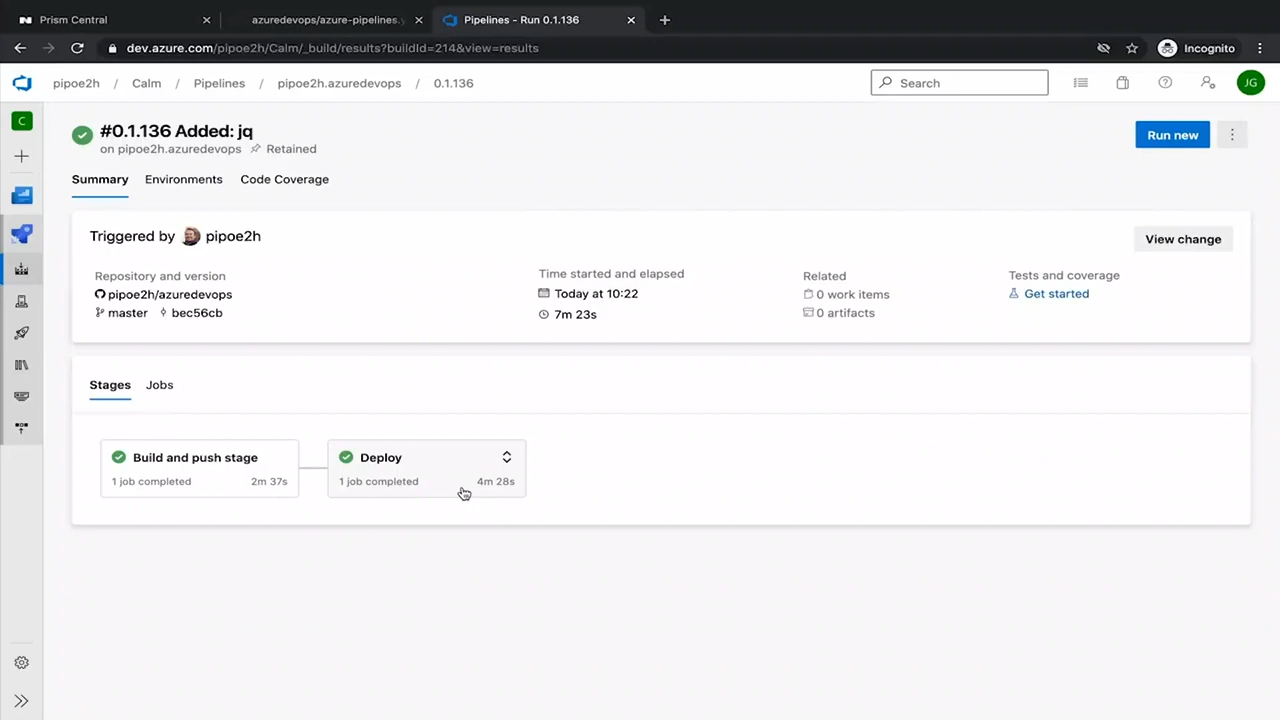 Prism Central
azuredevops/azure-pipelines.y
Pipelines - Run 0.1.136
dev.azure.com/pipoe2h/Calm/_build/results?buildId=214&view=results
Incognito
pipoe2h / Calm / Pipelines / pipoe2h.azuredevops / 0.1.136
Search
JG
C
#0.1.136 Added: jq
on pipoe2h.azuredevops Retained
Run new
Summary Environments Code Coverage
Triggered by pipoe2h
View change
Repository and version
pipoe2h/azuredevops
master bec56cb
Time started and elapsed
Today at 10:22
7m 23s
Related
0 work items
0 artifacts
Tests and coverage
Get started
Stages Jobs
Build and push stage
1 job completed 2m 37s
Deploy
1 job completed 4m 28s